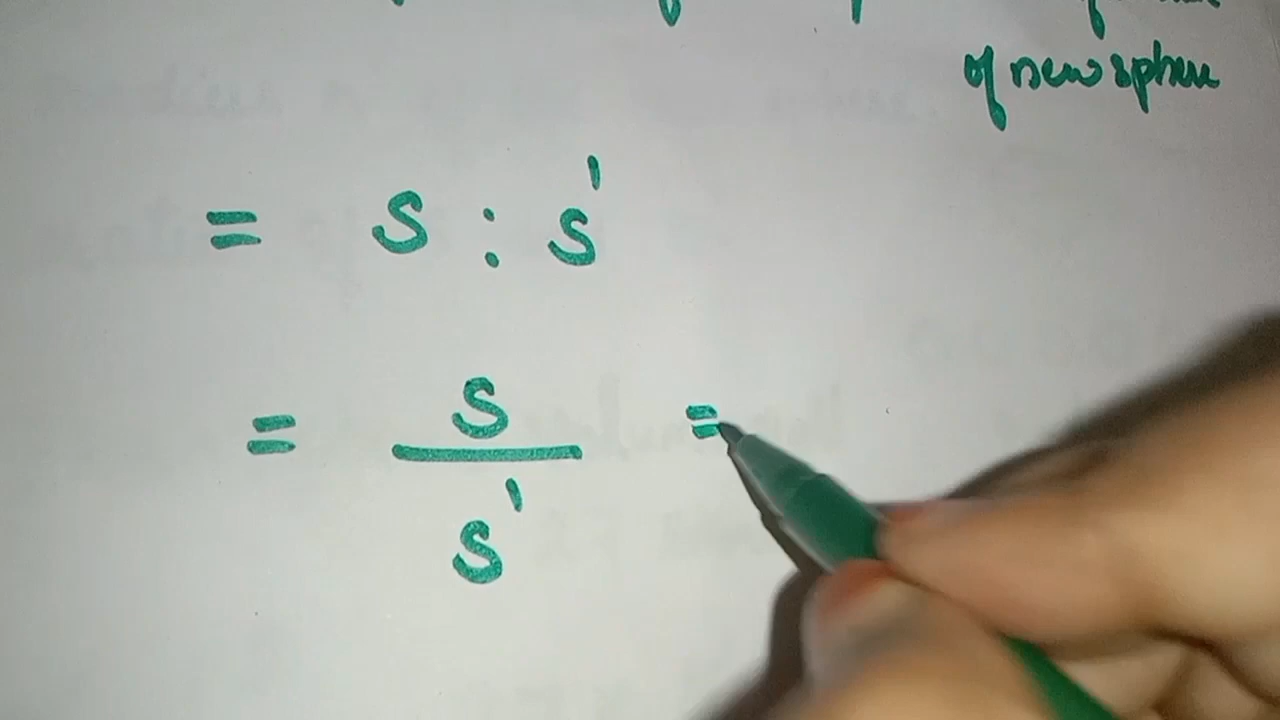 of new sphere
= S : S'
= S / S' =